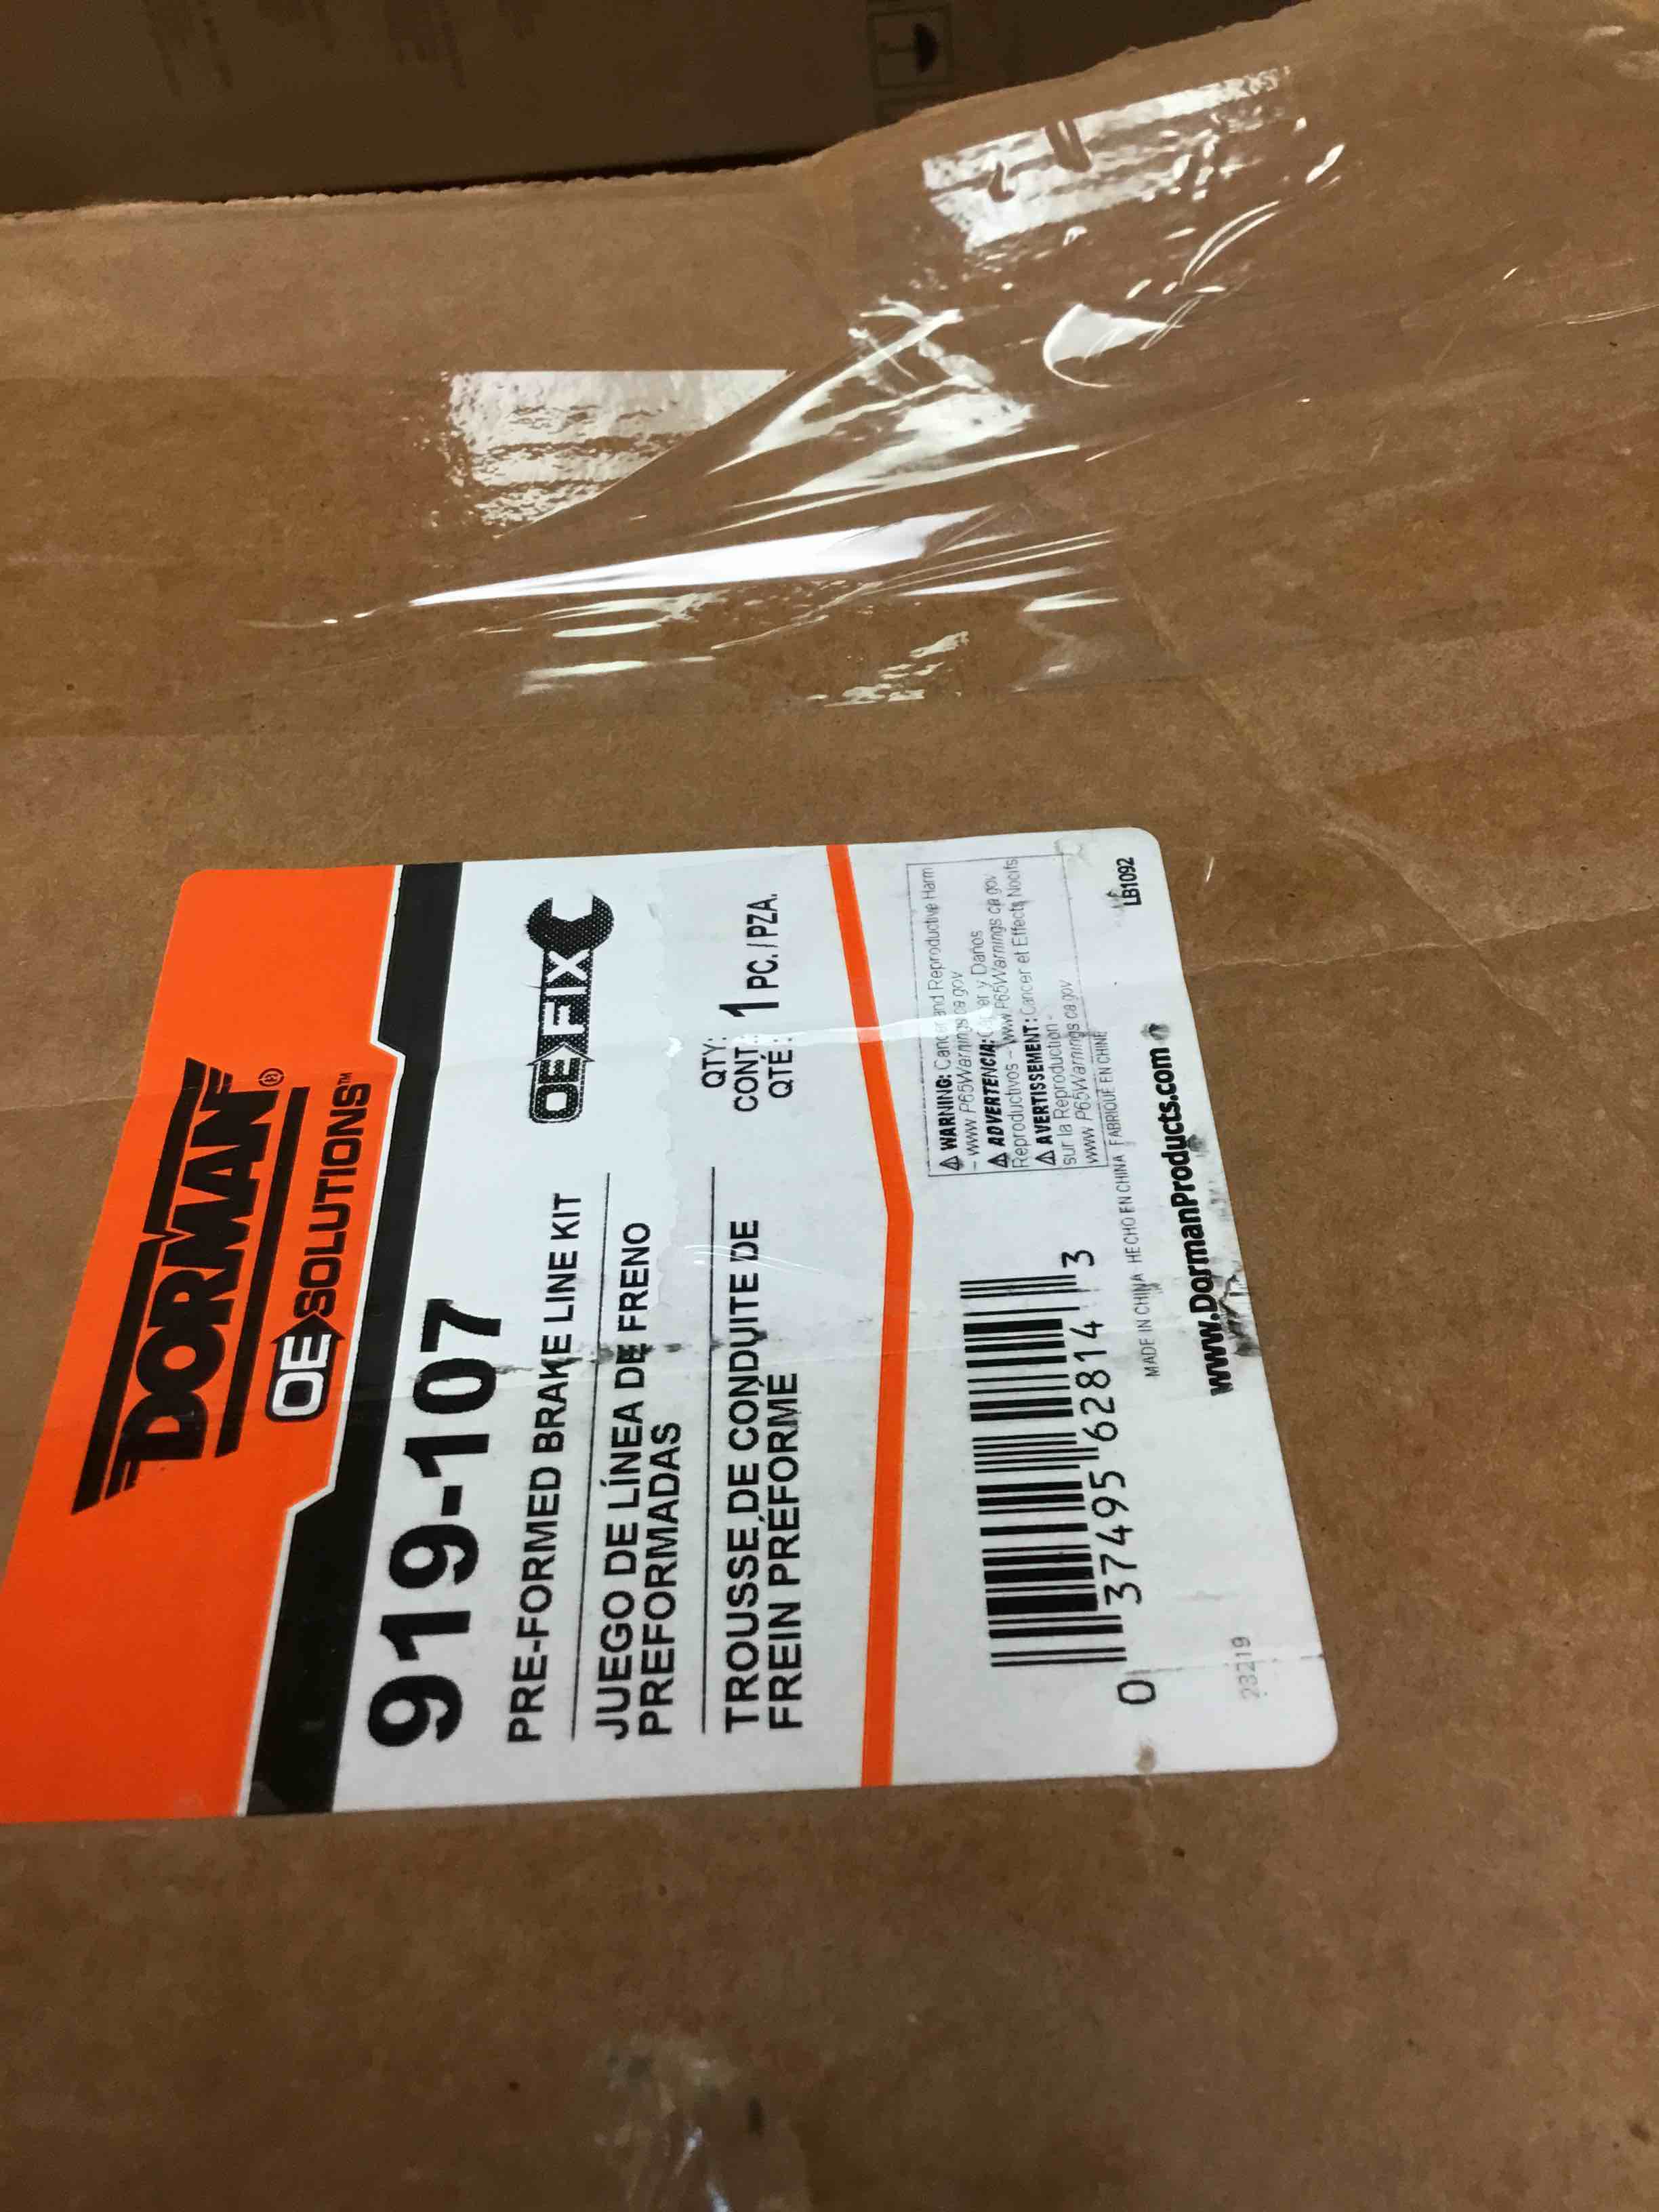 DORMAN®
OE SOLUTIONS™
919-107
PRE-FORMED BRAKE LINE KIT
OE FIX
JUEGO DE LÍNEA DE FRENO
PREFORMADAS
TROUSSE DE CONDUITE DE
FREIN PRÉFORMÉ
QTY:
CONT:
QTÉ:
1 PC. / PZA.
⚠ WARNING: Cancer and Reproductive Harm
- www.P65Warnings.ca.gov
⚠ ADVERTENCIA: Cáncer y Daños
Reproductivos - www.P65Warnings.ca.gov
⚠ AVERTISSEMENT: Cancer et Effects Nocifs
sur la Reproduction -
www.P65Warnings.ca.gov
0 37495 62814 3
MADE IN CHINA HECHO EN CHINA FABRIQUÉ EN CHINE
www.DormanProducts.com
23219
LB1092